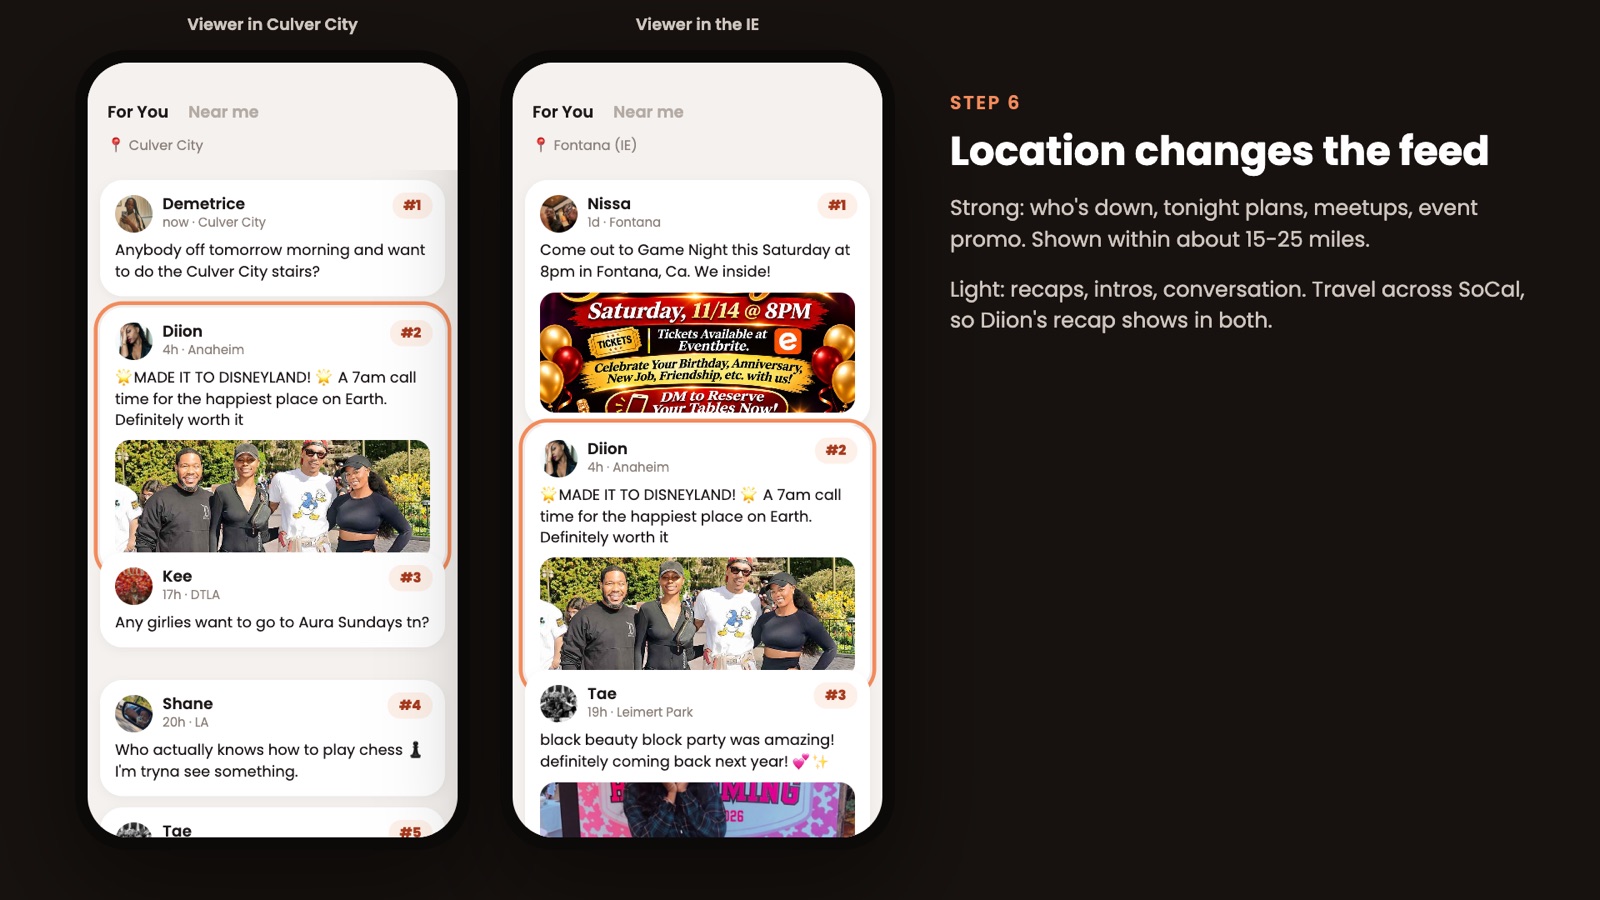 Viewer in Culver City
For You Near me
📍 Culver City
Demetrice
#1
now · Culver City
Anybody off tomorrow morning and want
to do the Culver City stairs?
Diion
#2
4h · Anaheim
🌟MADE IT TO DISNEYLAND! 🌟 A 7am call
time for the happiest place on Earth.
Definitely worth it
Kee
#3
17h · DTLA
Any girlies want to go to Aura Sundays tn?
Shane
#4
20h · LA
Who actually knows how to play chess ♟️
I'm tryna see something.
Tae
#5
Viewer in the IE
For You Near me
📍 Fontana (IE)
Nissa
#1
1d · Fontana
Come out to Game Night this Saturday at
8pm in Fontana, Ca. We inside!
Saturday, 11/14 @ 8PM
TICKETS
Tickets Available at
Eventbrite.
e
Celebrate Your Birthday, Anniversary,
New Job, Friendship, etc. with us!
DM to Reserve
Your Tables Now!
Diion
#2
4h · Anaheim
🌟MADE IT TO DISNEYLAND! 🌟 A 7am call
time for the happiest place on Earth.
Definitely worth it
Tae
#3
19h · Leimert Park
black beauty block party was amazing!
definitely coming back next year! 💕✨
STEP 6
Location changes the feed
Strong: who's down, tonight plans, meetups, event
promo. Shown within about 15-25 miles.
Light: recaps, intros, conversation. Travel across SoCal,
so Diion's recap shows in both.